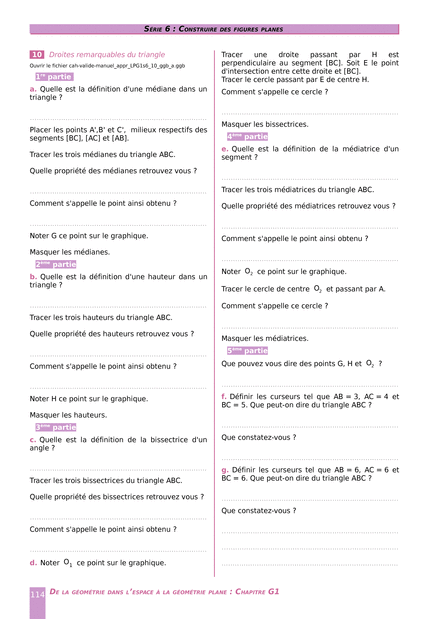 SÉRIE 6 : CONSTRUIRE DES FIGURES PLANES
10 Droites remarquables du triangle
Ouvrir le fichier cah-valide-manuel_appr_LPG1s6_10_ggb_a.ggb
1re partie
a. Quelle est la définition d'une médiane dans un
triangle ?
Placer les points A',B' et C', milieux respectifs des
segments [BC], [AC] et [AB].
Tracer les trois médianes du triangle ABC.
Quelle propriété des médianes retrouvez vous ?
Comment s'appelle le point ainsi obtenu ?
Noter G ce point sur le graphique.
Masquer les médianes.
2ème partie
b. Quelle est la définition d'une hauteur dans un
triangle ?
Tracer les trois hauteurs du triangle ABC.
Quelle propriété des hauteurs retrouvez vous ?
Comment s'appelle le point ainsi obtenu ?
Noter H ce point sur le graphique.
Masquer les hauteurs.
3ème partie
c. Quelle est la définition de la bissectrice d'un
angle ?
Tracer les trois bissectrices du triangle ABC.
Quelle propriété des bissectrices retrouvez vous ?
Comment s'appelle le point ainsi obtenu ?
d. Noter O1 ce point sur le graphique.
Tracer une droite passant par H est
perpendiculaire au segment [BC]. Soit E le point
d'intersection entre cette droite et [BC].
Tracer le cercle passant par E de centre H.
Comment s'appelle ce cercle ?
Masquer les bissectrices.
4ème partie
e. Quelle est la définition de la médiatrice d'un
segment ?
Tracer les trois médiatrices du triangle ABC.
Quelle propriété des médiatrices retrouvez vous ?
Comment s'appelle le point ainsi obtenu ?
Noter O2 ce point sur le graphique.
Tracer le cercle de centre O2 et passant par A.
Comment s'appelle ce cercle ?
Masquer les médiatrices.
5ème partie
Que pouvez vous dire des points G, H et O2 ?
f. Définir les curseurs tel que AB = 3, AC = 4 et
BC = 5. Que peut-on dire du triangle ABC ?
Que constatez-vous ?
g. Définir les curseurs tel que AB = 6, AC = 6 et
BC = 6. Que peut-on dire du triangle ABC ?
Que constatez-vous ?
114 DE LA GÉOMÉTRIE DANS L'ESPACE À LA GÉOMÉTRIE PLANE : CHAPITRE G1